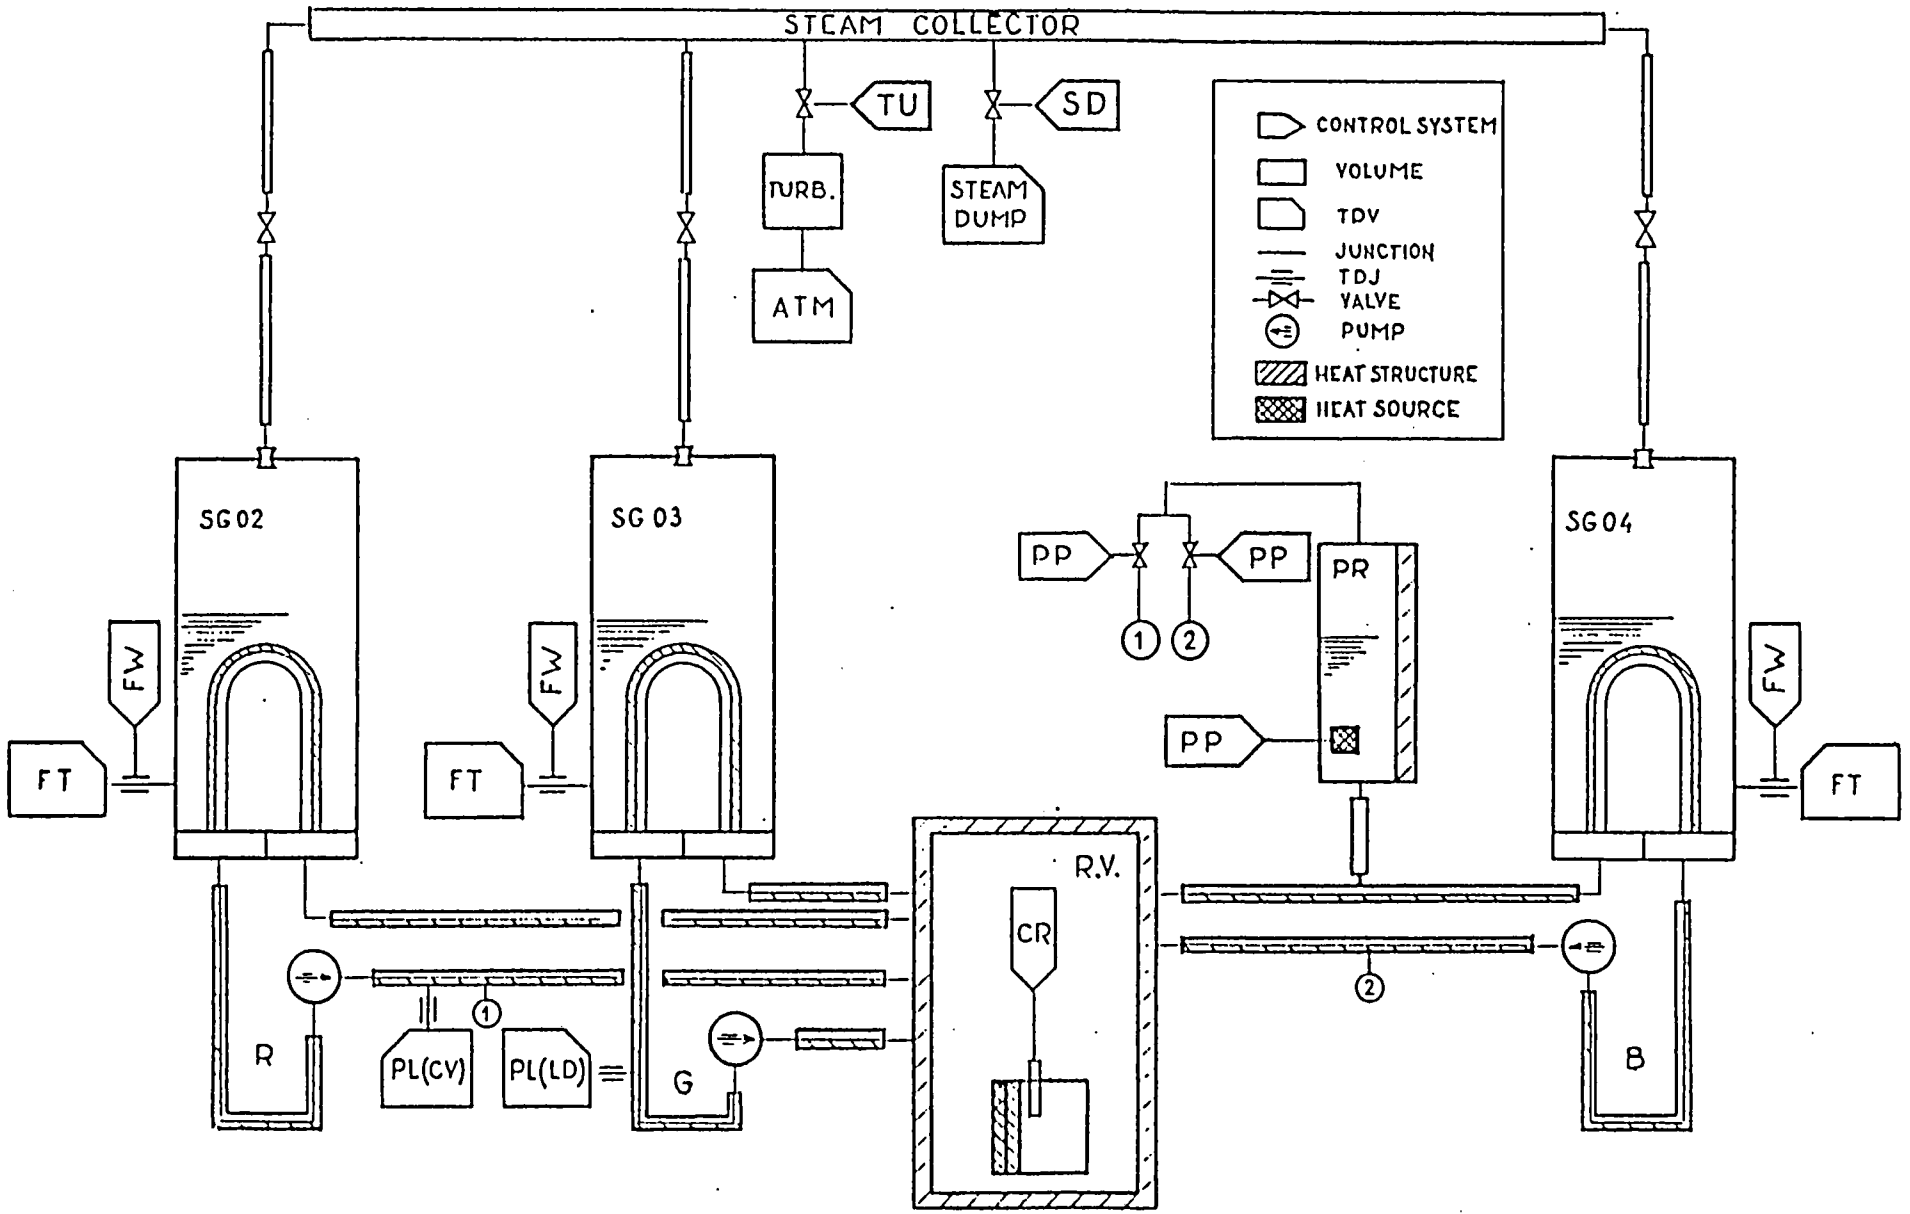 STEAM COLLECTOR
TU
SD
TURB.
STEAM
DUMP
ATM
CONTROL SYSTEM
VOLUME
TDV
JUNCTION
TDJ
VALVE
PUMP
HEAT STRUCTURE
HEAT SOURCE
SG02
SG03
SG04
PP
PP
PR
1
2
FW
FW
FW
PP
FT
FT
FT
R.V.
CR
1
2
PL(CV)
PL(LD)
R
G
B